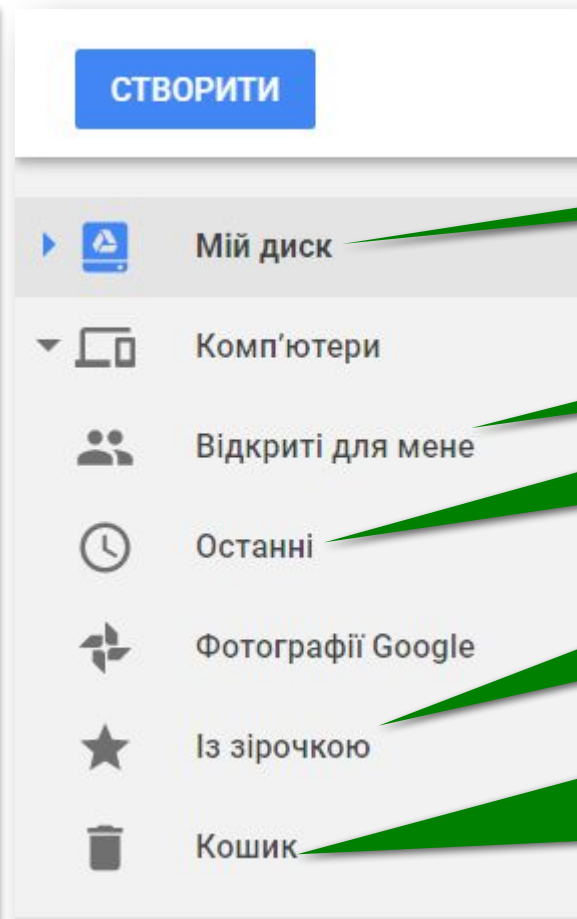 СТВОРИТИ
Мій диск
Комп'ютери
Відкриті для мене
Останні
Фотографії Google
Із зірочкою
Кошик